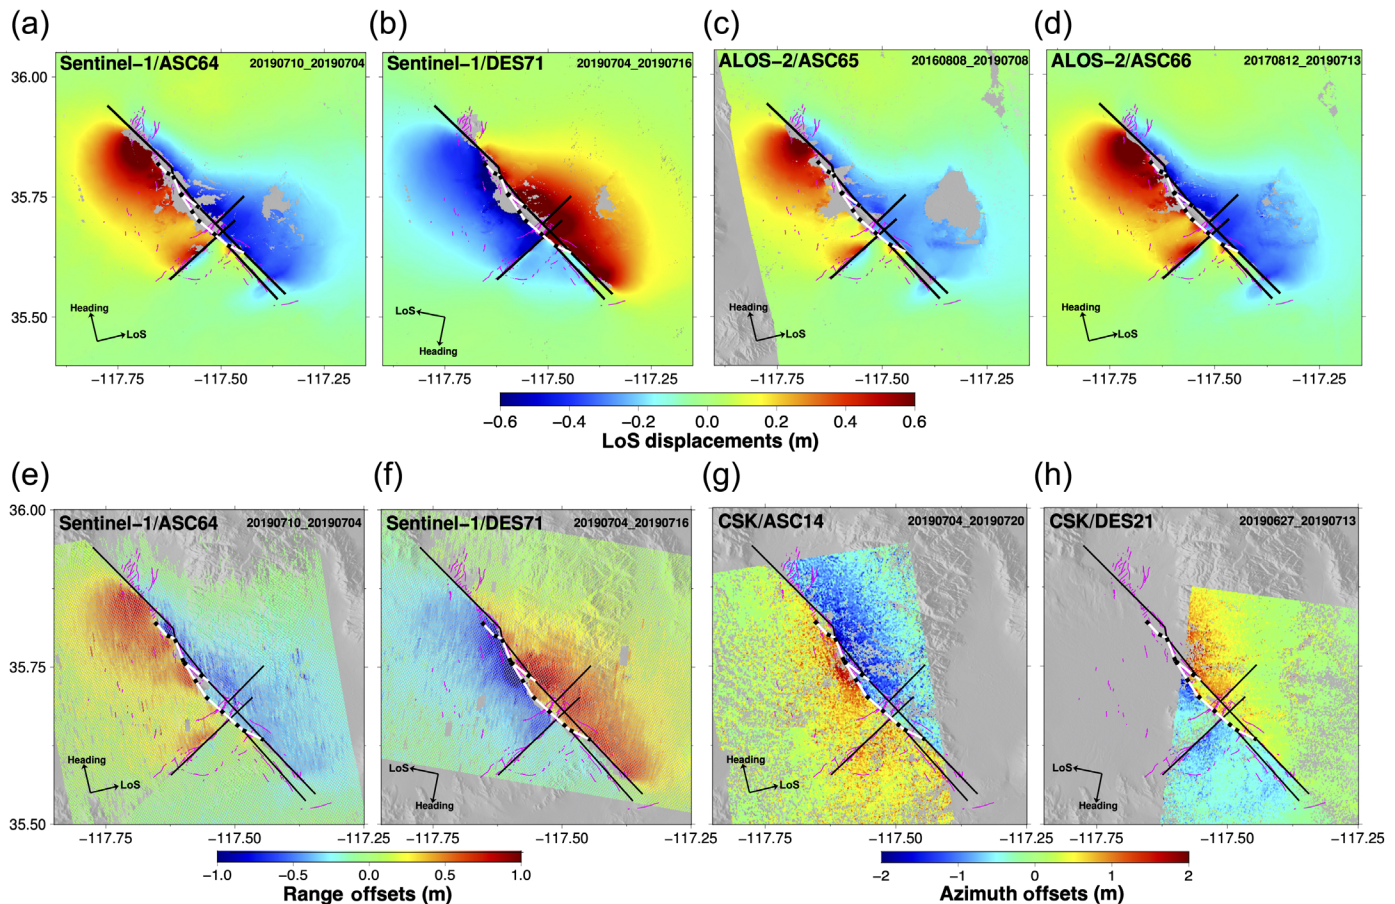 (a) (b) (c) (d)
Sentinel−1/ASC64 20190710_20190704
Sentinel−1/DES71 20190704_20190716
ALOS−2/ASC65 20160808_20190708
ALOS−2/ASC66 20170812_20190713
36.00
35.75
35.50
Heading
LoS
LoS
Heading
Heading
LoS
Heading
LoS
−117.75 −117.50 −117.25
−117.75 −117.50 −117.25
−117.75 −117.50 −117.25
−117.75 −117.50 −117.25
−0.6 −0.4 −0.2 0.0 0.2 0.4 0.6
LoS displacements (m)
(e) (f) (g) (h)
Sentinel−1/ASC64 20190710_20190704
Sentinel−1/DES71 20190704_20190716
CSK/ASC14 20190704_20190720
CSK/DES21 20190627_20190713
36.00
35.75
35.50
Heading
LoS
LoS
Heading
Heading
LoS
LoS
Heading
−117.75 −117.50 −117.25
−117.75 −117.50 −117.25
−117.75 −117.50 −117.25
−117.75 −117.50 −117.25
−1.0 −0.5 0.0 0.5 1.0
Range offsets (m)
−2 −1 0 1 2
Azimuth offsets (m)